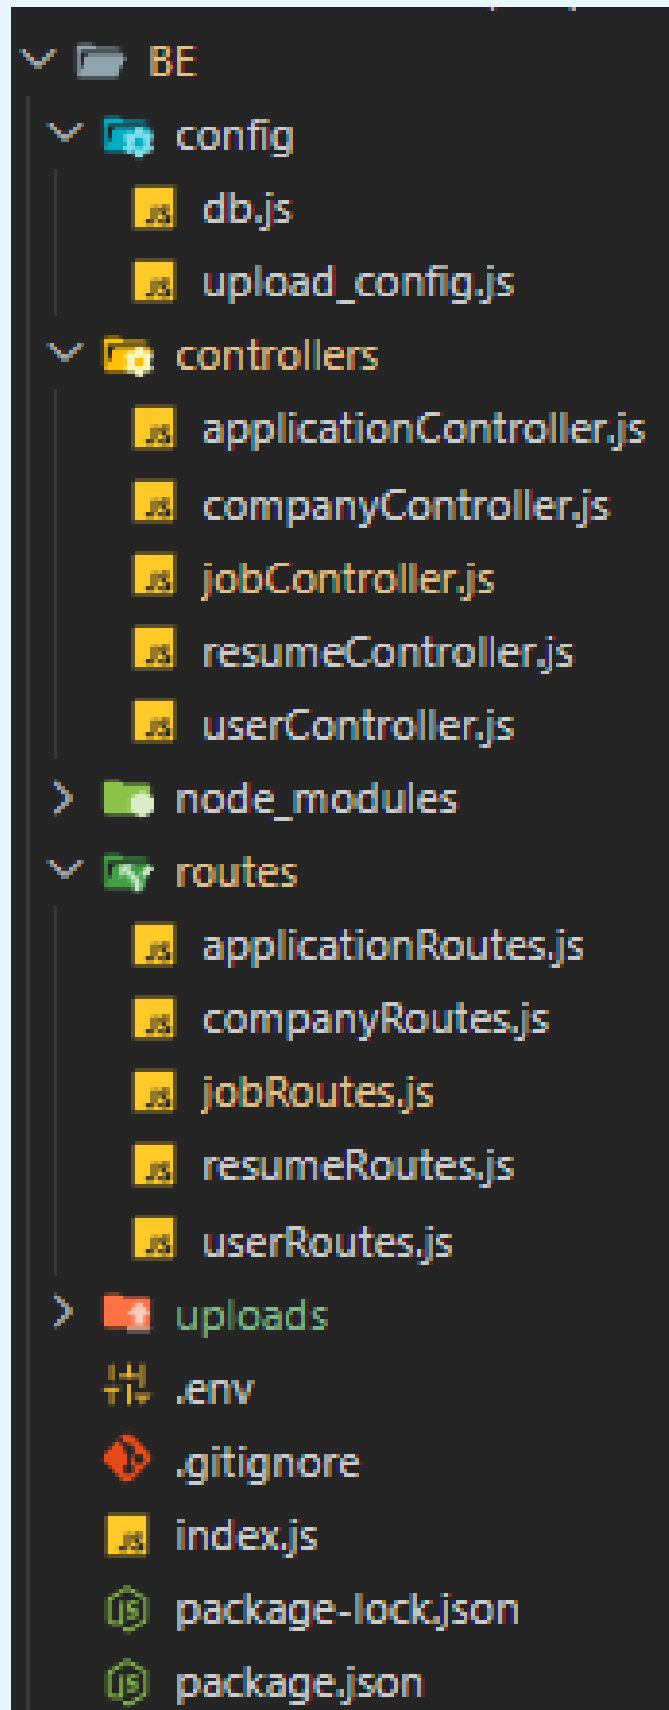 BE
config
db.js
upload_config.js
controllers
applicationController.js
companyController.js
jobController.js
resumeController.js
userController.js
node_modules
routes
applicationRoutes.js
companyRoutes.js
jobRoutes.js
resumeRoutes.js
userRoutes.js
uploads
.env
.gitignore
index.js
package-lock.json
package.json